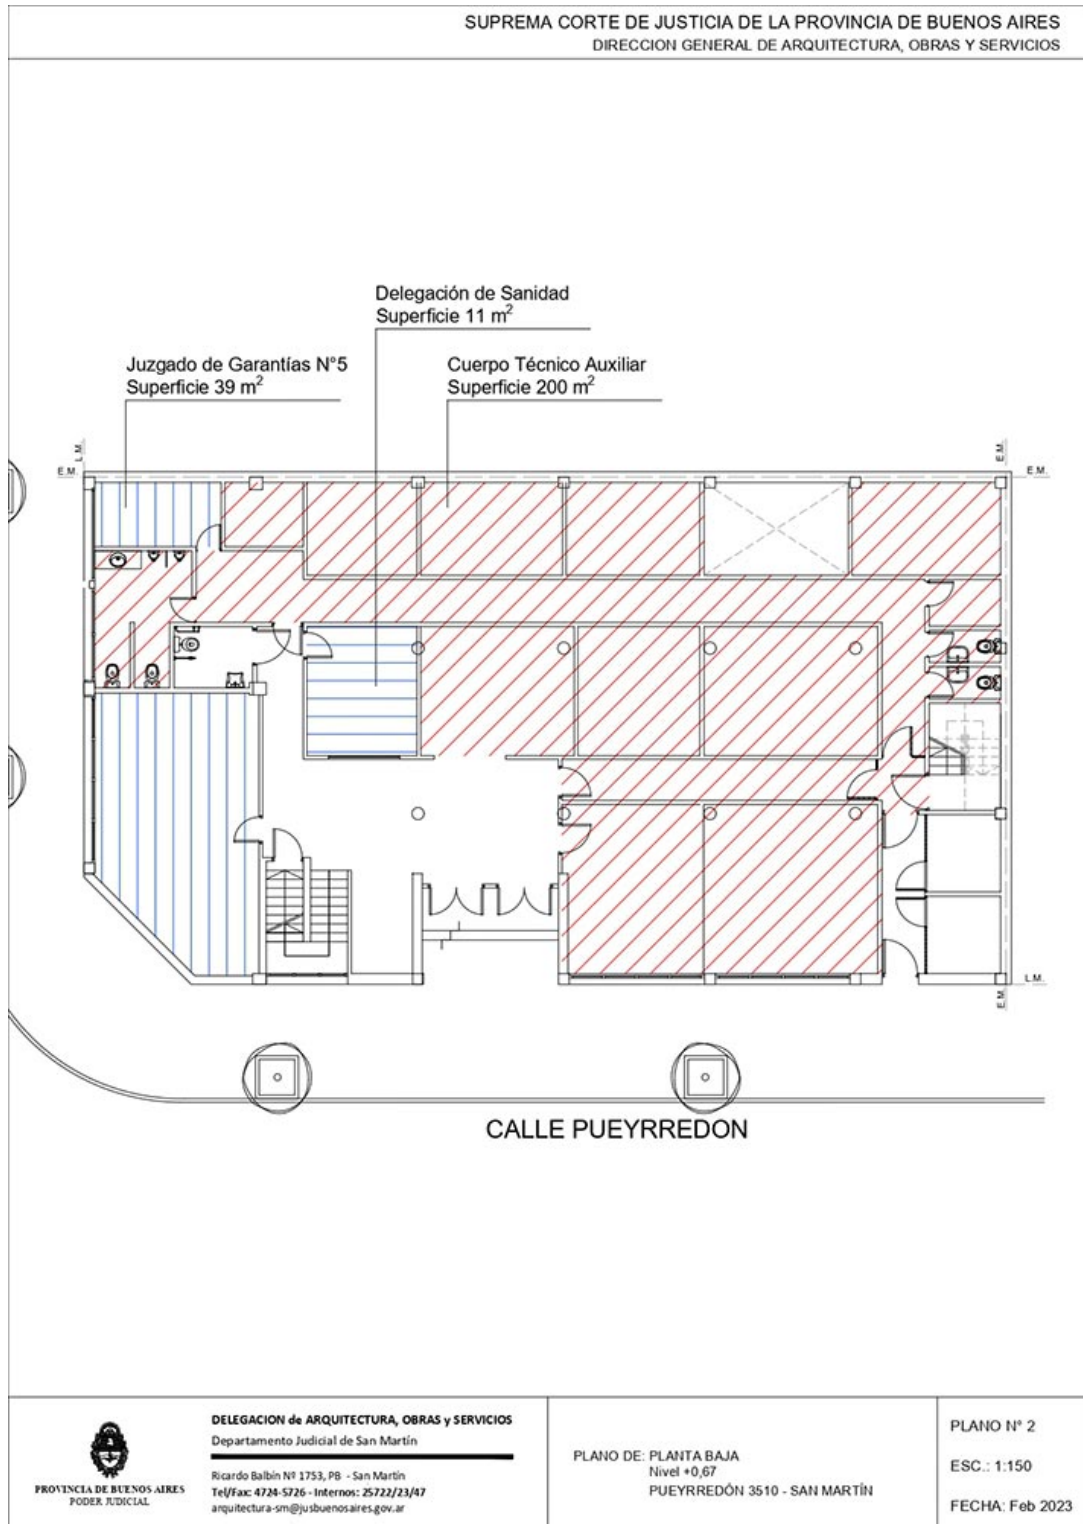 SUPREMA CORTE DE JUSTICIA DE LA PROVINCIA DE BUENOS AIRES
DIRECCION GENERAL DE ARQUITECTURA, OBRAS Y SERVICIOS
Delegación de Sanidad
Superficie 11 m²
Juzgado de Garantías N°5
Superficie 39 m²
Cuerpo Técnico Auxiliar
Superficie 200 m²
L.M.
E.M.
E.M.
E.M.
L.M.
E.M.
CALLE PUEYRREDON
PROVINCIA DE BUENOS AIRES
PODER JUDICIAL
DELEGACION de ARQUITECTURA, OBRAS y SERVICIOS
Departamento Judicial de San Martín
Ricardo Balbín Nº 1753, PB - San Martín
Tel/Fax: 4724-5726 - Internos: 25722/23/47
arquitectura-sm@jusbuenosaires.gov.ar
PLANO DE: PLANTA BAJA
Nivel +0,67
PUEYRREDÓN 3510 - SAN MARTÍN
PLANO N° 2
ESC.: 1:150
FECHA: Feb 2023